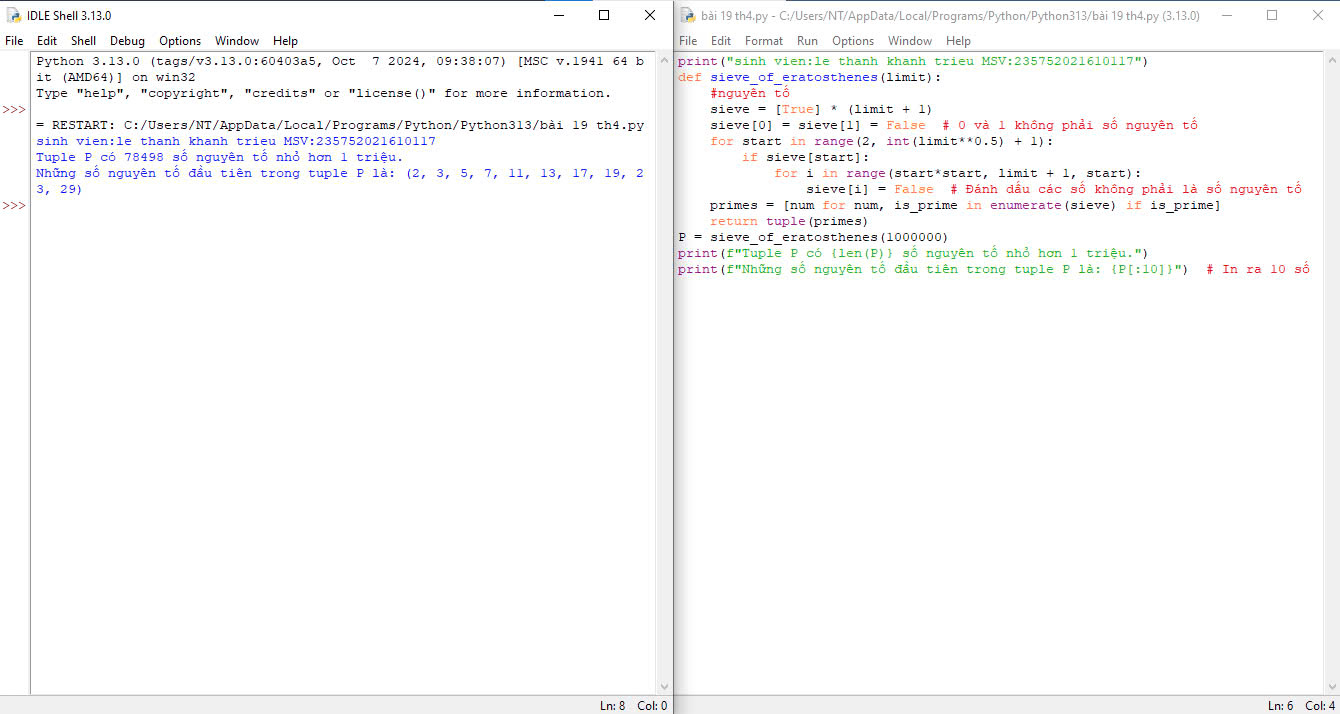 IDLE Shell 3.13.0
File Edit Shell Debug Options Window Help
Python 3.13.0 (tags/v3.13.0:60403a5, Oct  7 2024, 09:38:07) [MSC v.1941 64 b
it (AMD64)] on win32
Type "help", "copyright", "credits" or "license()" for more information.
>>>
= RESTART: C:/Users/NT/AppData/Local/Programs/Python/Python313/bài 19 th4.py
sinh vien:le thanh khanh trieu MSV:235752021610117
Tuple P có 78498 số nguyên tố nhỏ hơn 1 triệu.
Những số nguyên tố đầu tiên trong tuple P là: (2, 3, 5, 7, 11, 13, 17, 19, 2
3, 29)
>>>
Ln: 8 Col: 0
bài 19 th4.py - C:/Users/NT/AppData/Local/Programs/Python/Python313/bài 19 th4.py (3.13.0)
File Edit Format Run Options Window Help
print("sinh vien:le thanh khanh trieu MSV:235752021610117")
def sieve_of_eratosthenes(limit):
    #nguyên tố
    sieve = [True] * (limit + 1)
    sieve[0] = sieve[1] = False  # 0 và 1 không phải số nguyên tố
    for start in range(2, int(limit**0.5) + 1):
        if sieve[start]:
            for i in range(start*start, limit + 1, start):
                sieve[i] = False  # Đánh dấu các số không phải là số nguyên tố
    primes = [num for num, is_prime in enumerate(sieve) if is_prime]
    return tuple(primes)
P = sieve_of_eratosthenes(1000000)
print(f"Tuple P có {len(P)} số nguyên tố nhỏ hơn 1 triệu.")
print(f"Những số nguyên tố đầu tiên trong tuple P là: {P[:10]}")  # In ra 10 số
Ln: 6 Col: 4